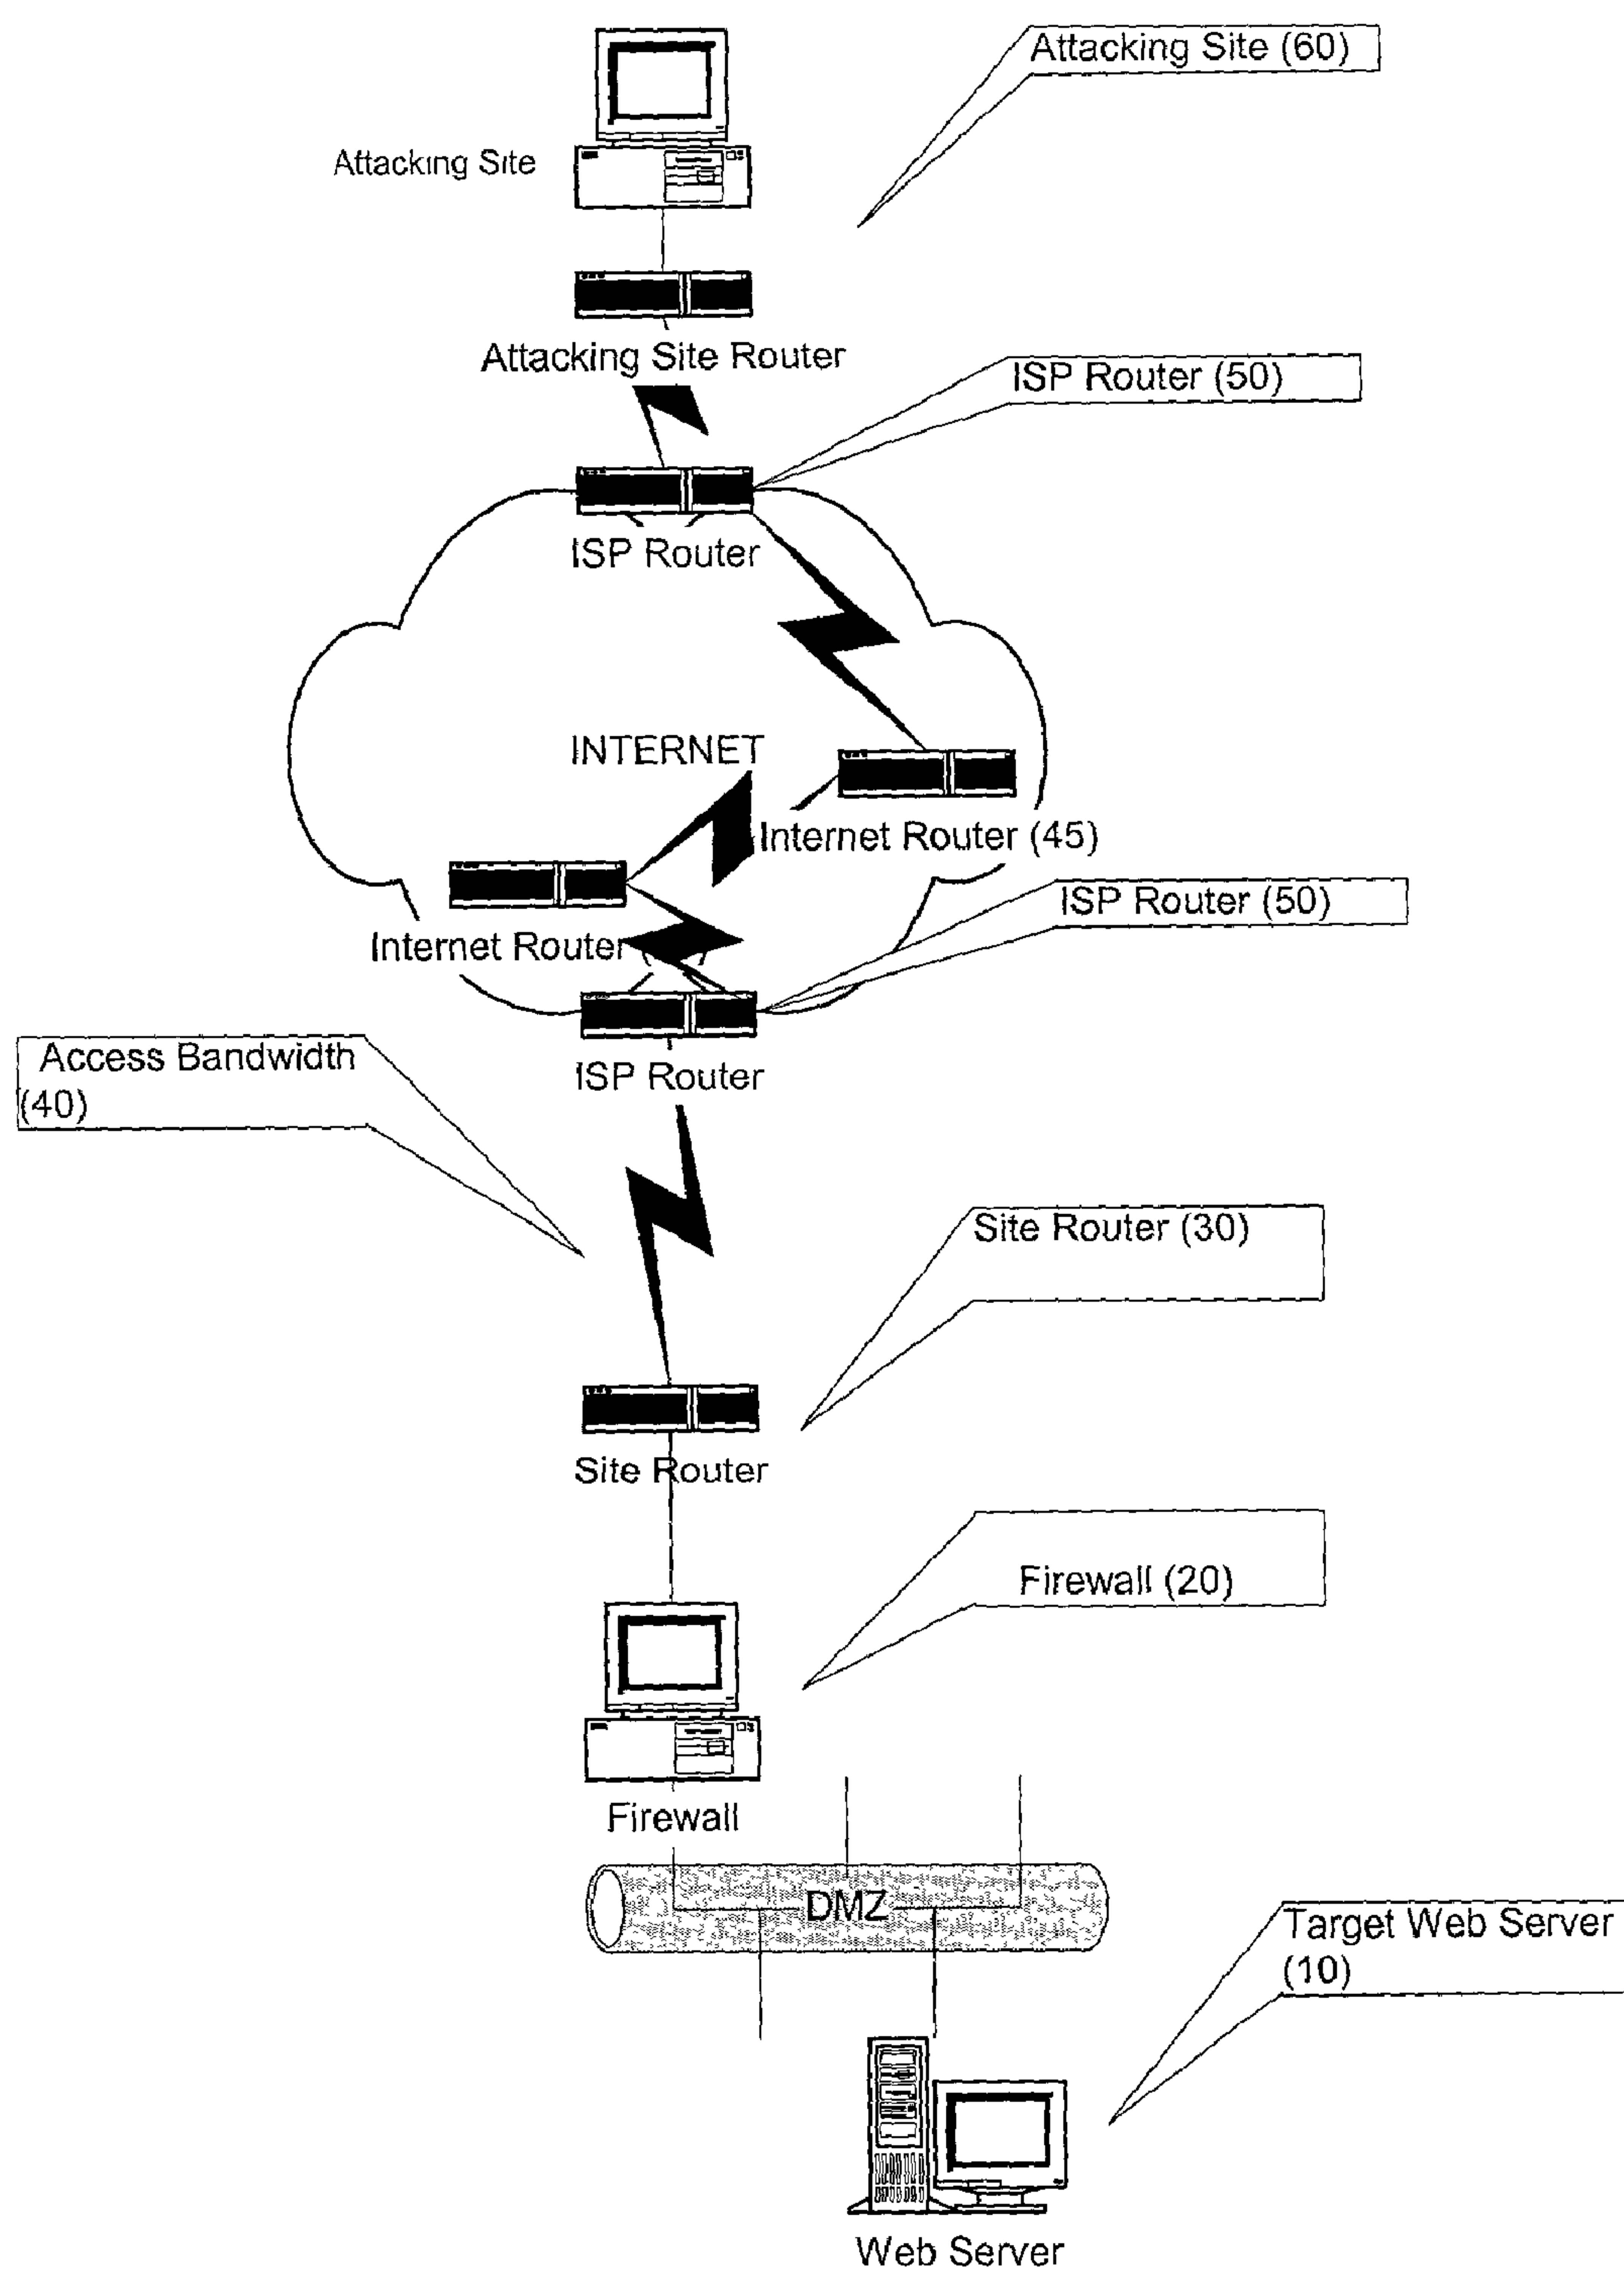 Attacking Site (60)
Attacking Site
Attacking Site Router
ISP Router (50)
ISP Router
INTERNET
Internet Router (45)
ISP Router (50)
Internet Router
Access Bandwidth
(40)
ISP Router
Site Router (30)
Site Router
Firewall (20)
Firewall
DMZ
Target Web Server
(10)
Web Server